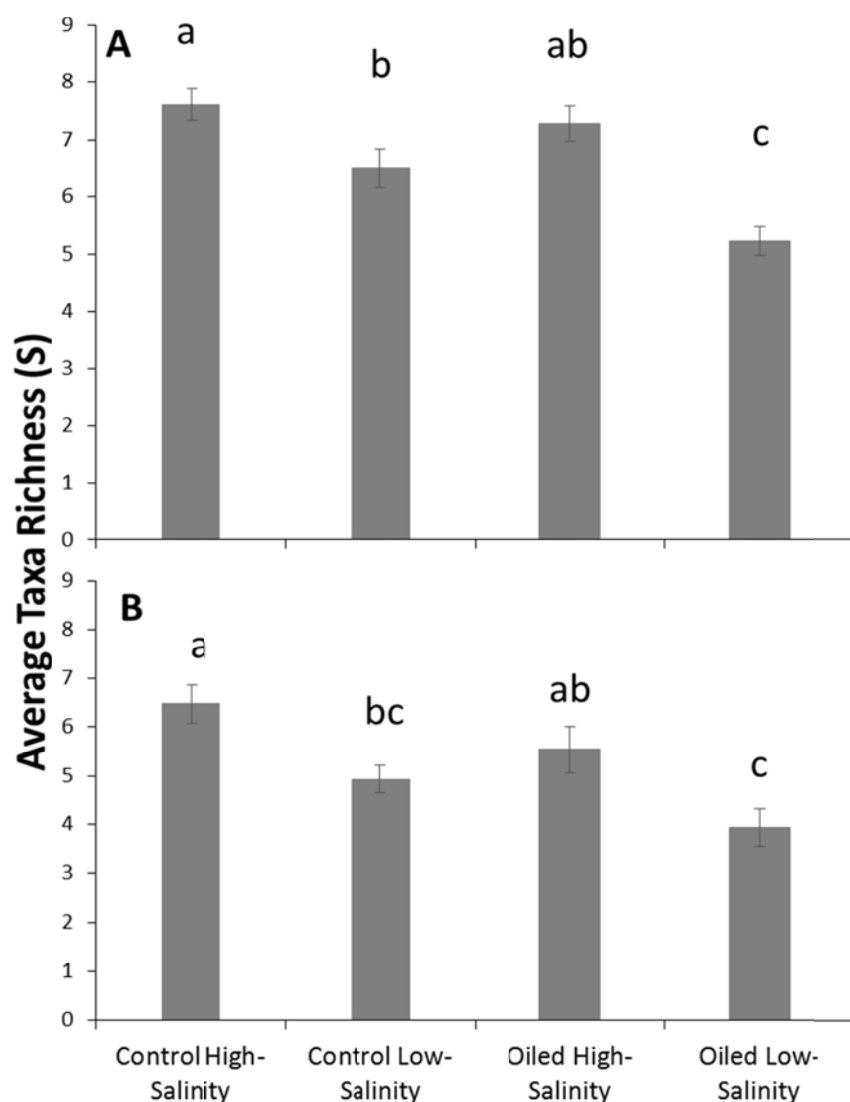 Average Taxa Richness (S)
A
9
8
7
6
5
4
3
2
1
0
a
b
ab
c
B
9
8
7
6
5
4
3
2
1
0
a
bc
ab
c
Control High-
Salinity
Control Low-
Salinity
Oiled High-
Salinity
Oiled Low-
Salinity